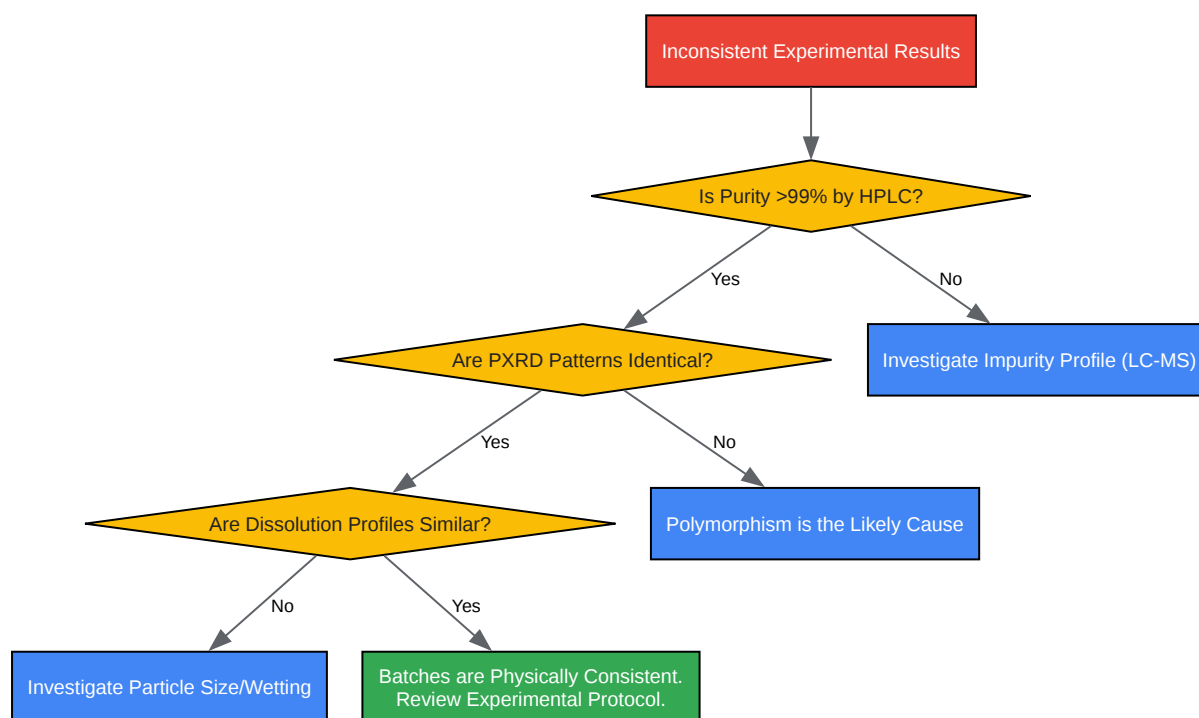 Inconsistent Experimental Results
Is Purity >99% by HPLC?
Yes
No
Are PXRD Patterns Identical?
Investigate Impurity Profile (LC-MS)
Yes
No
Are Dissolution Profiles Similar?
Polymorphism is the Likely Cause
No
Yes
Investigate Particle Size/Wetting
Batches are Physically Consistent.
Review Experimental Protocol.